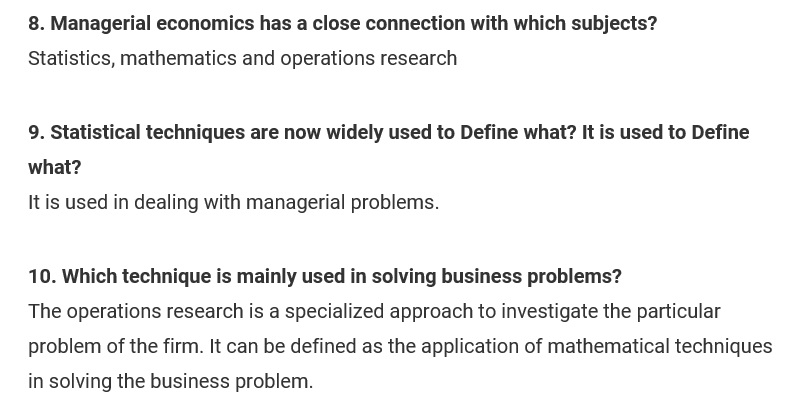 8. Managerial economics has a close connection with which subjects?
Statistics, mathematics and operations research
9. Statistical techniques are now widely used to Define what? It is used to Define
what?
It is used in dealing with managerial problems.
10. Which technique is mainly used in solving business problems?
The operations research is a specialized approach to investigate the particular
problem of the firm. It can be defined as the application of mathematical techniques
in solving the business problem.